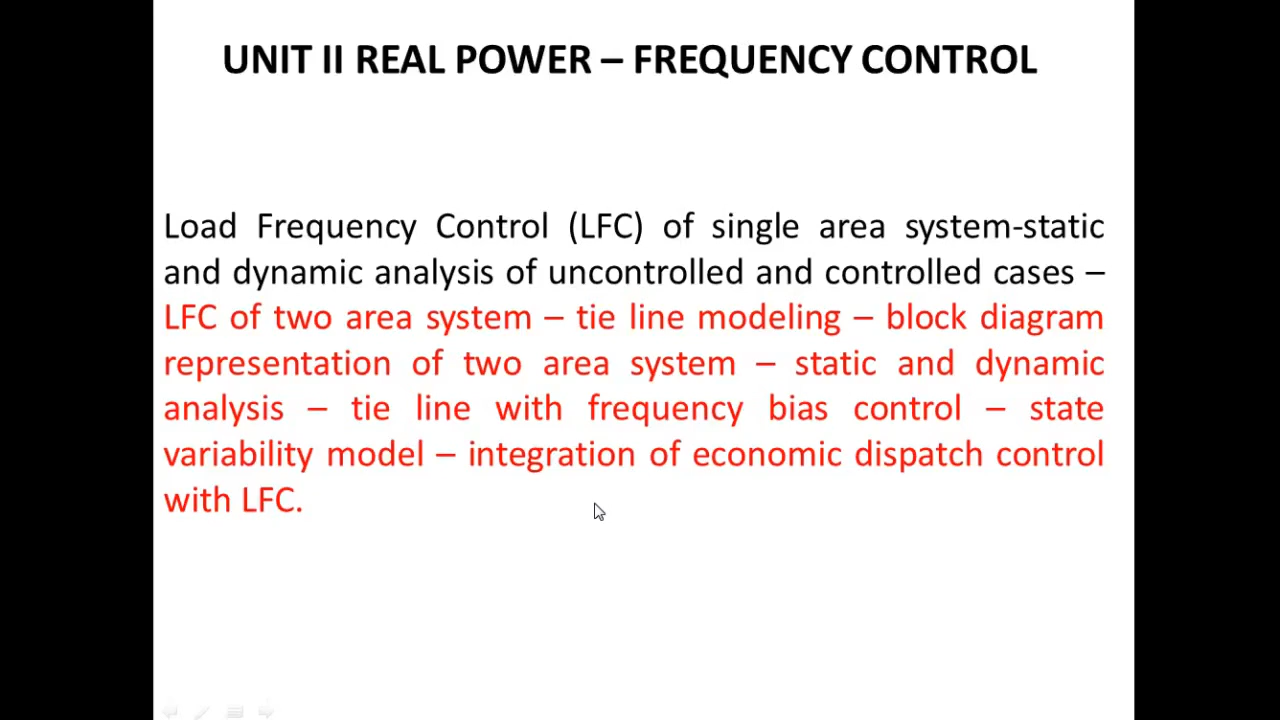 UNIT II REAL POWER – FREQUENCY CONTROL
Load Frequency Control (LFC) of single area system-static
and dynamic analysis of uncontrolled and controlled cases –
LFC of two area system – tie line modeling – block diagram
representation of two area system – static and dynamic
analysis – tie line with frequency bias control – state
variability model – integration of economic dispatch control
with LFC.